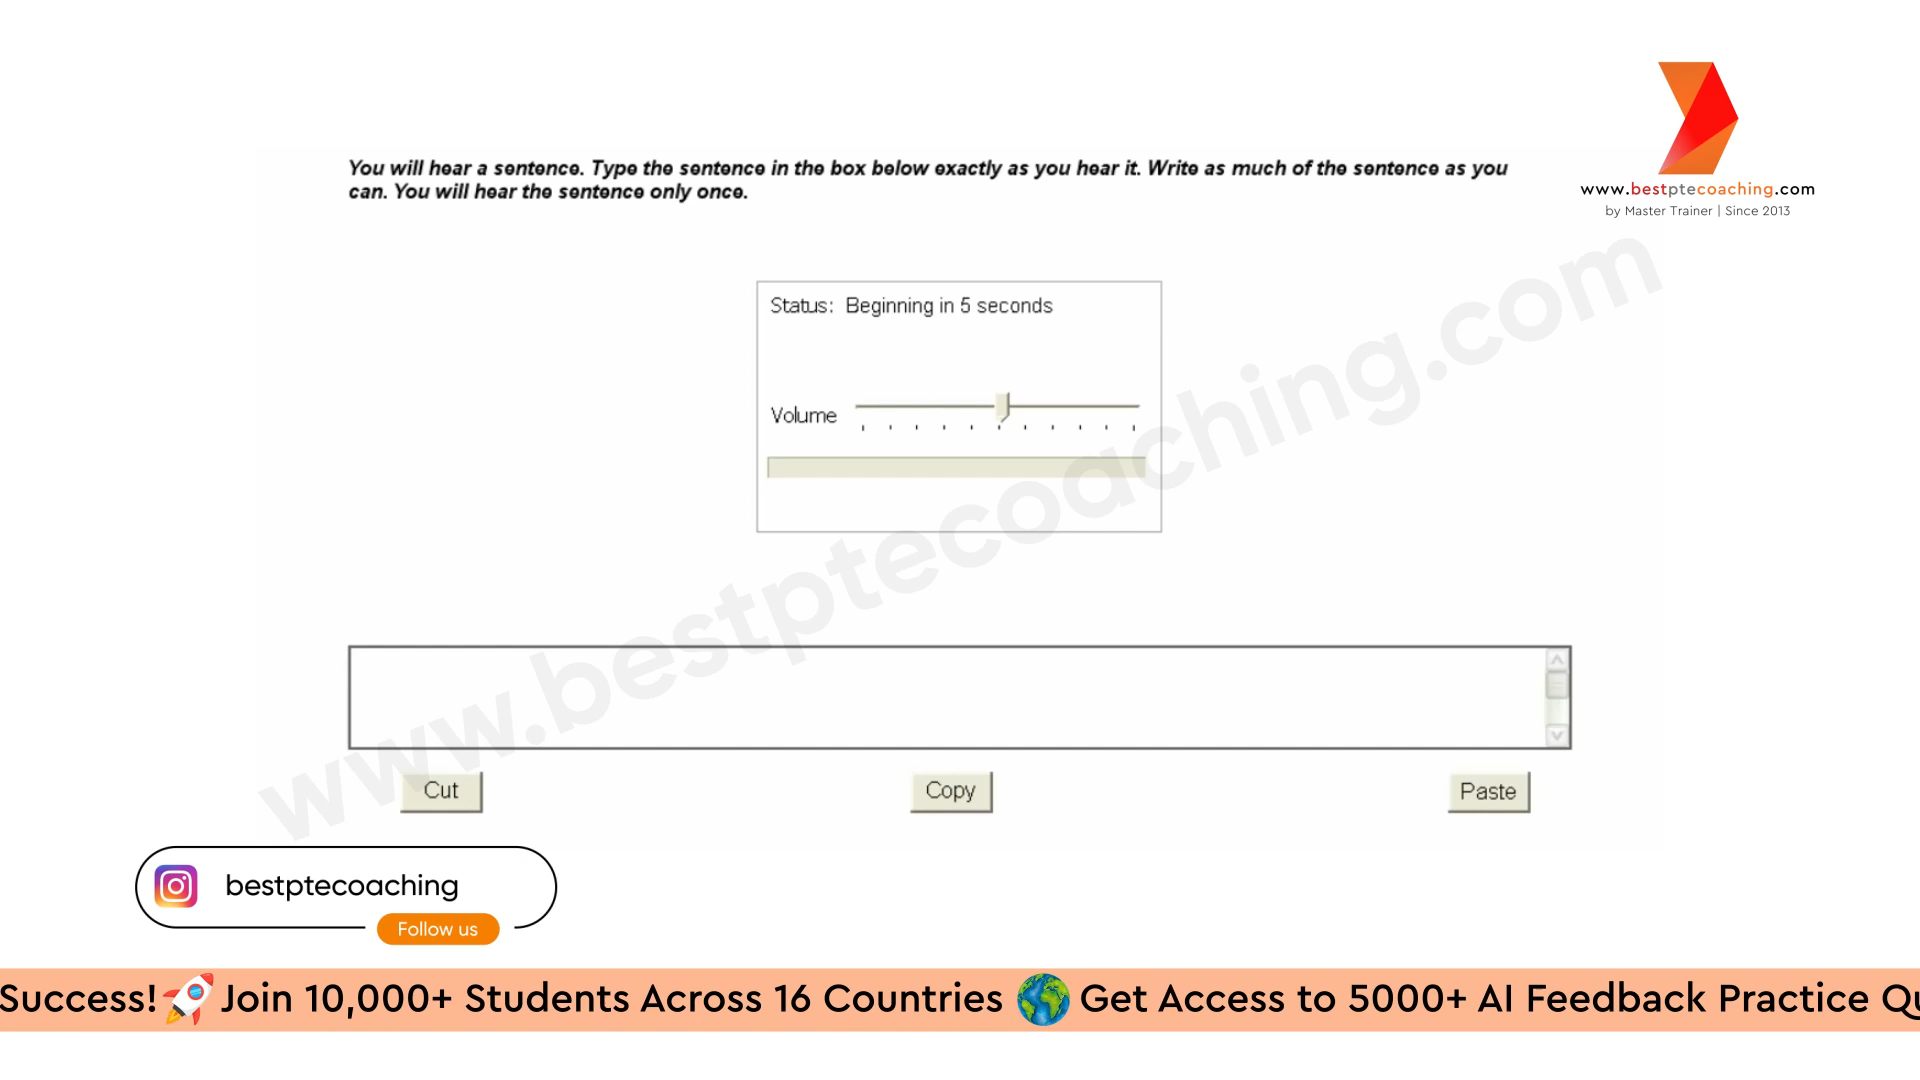 You will hear a sentence. Type the sentence in the box below exactly as you hear it. Write as much of the sentence as you
can. You will hear the sentence only once.
www.bestptecoaching.com
by Master Trainer | Since 2013
Status: Beginning in 5 seconds
Volume
www.bestptecoaching.com
Cut
Copy
Paste
bestptecoaching
Follow us
Success!🚀Join 10,000+ Students Across 16 Countries 🌍 Get Access to 5000+ AI Feedback Practice Qu